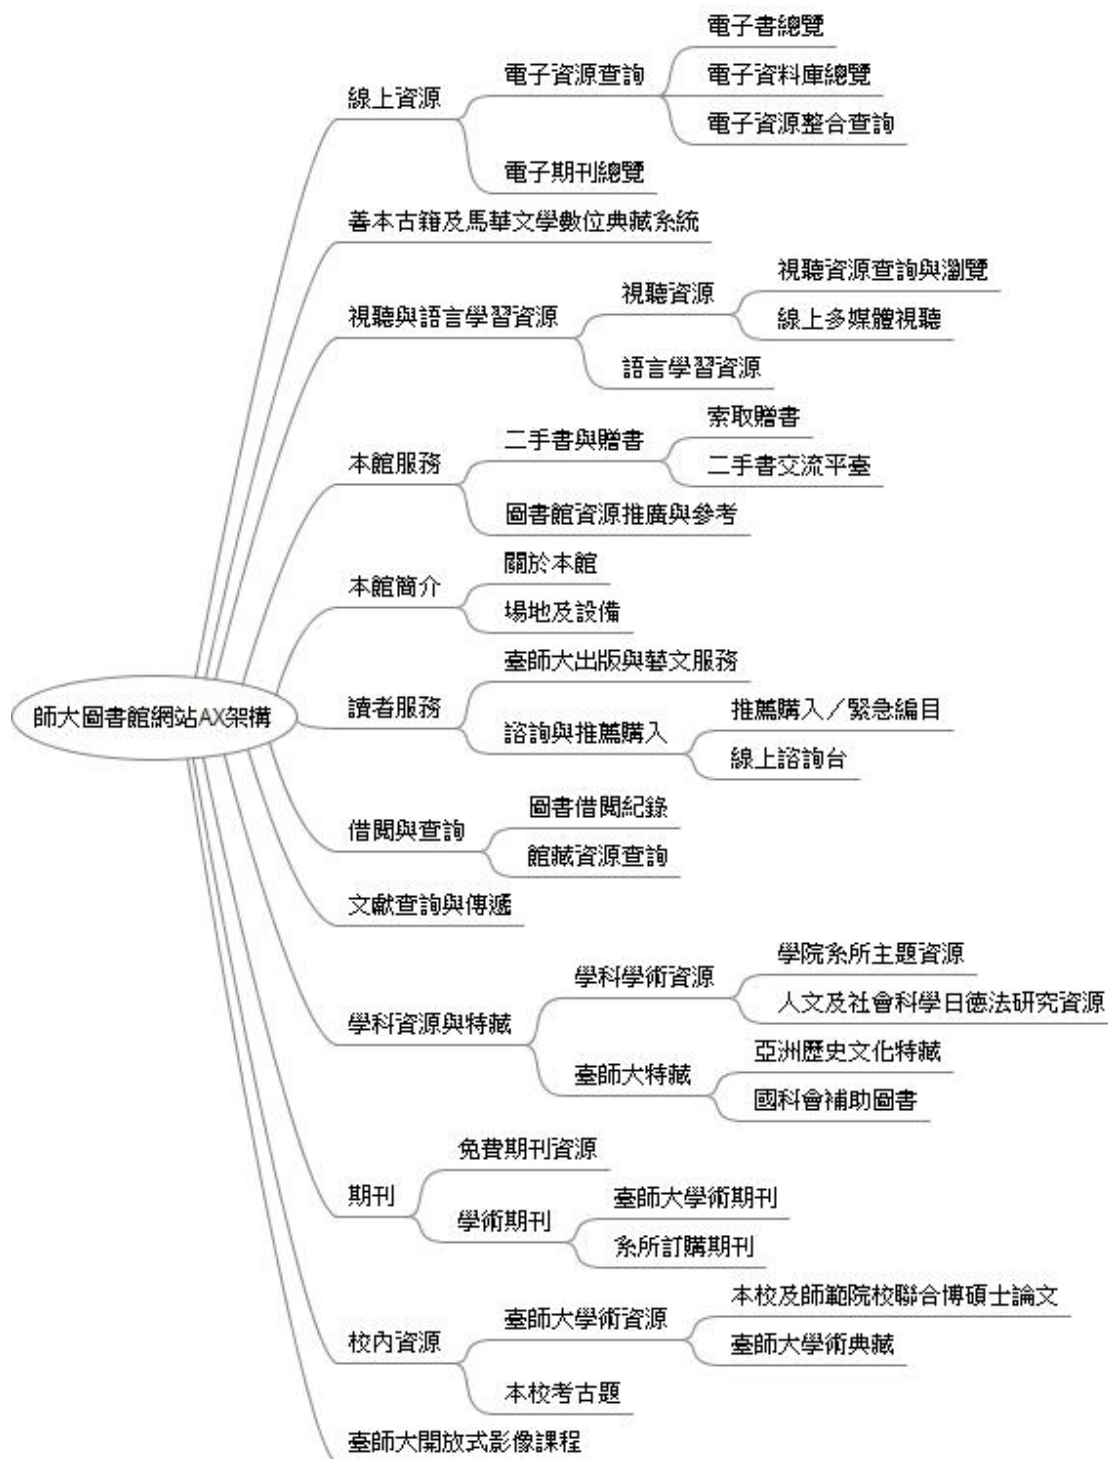 電子書總覽
電子資源查詢
電子資料庫總覽
線上資源
電子資源整合查詢
電子期刊總覽
善本古籍及馬華文學數位典藏系統
視聽資源查詢與瀏覽
視聽資源
視聽與語言學習資源
線上多媒體視聽
語言學習資源
索取贈書
二手書與贈書
本館服務
二手書交流平臺
圖書館資源推廣與參考
關於本館
本館簡介
場地及設備
臺師大出版與藝文服務
師大圖書館網站AX架構
讀者服務
推薦購入／緊急編目
諮詢與推薦購入
線上諮詢台
圖書借閱紀錄
借閱與查詢
館藏資源查詢
文獻查詢與傳遞
學院系所主題資源
學科學術資源
人文及社會科學日德法研究資源
學科資源與特藏
亞洲歷史文化特藏
臺師大特藏
國科會補助圖書
免費期刊資源
期刊
臺師大學術期刊
學術期刊
系所訂購期刊
本校及師範院校聯合博碩士論文
臺師大學術資源
校內資源
臺師大學術典藏
本校考古題
臺師大開放式影像課程